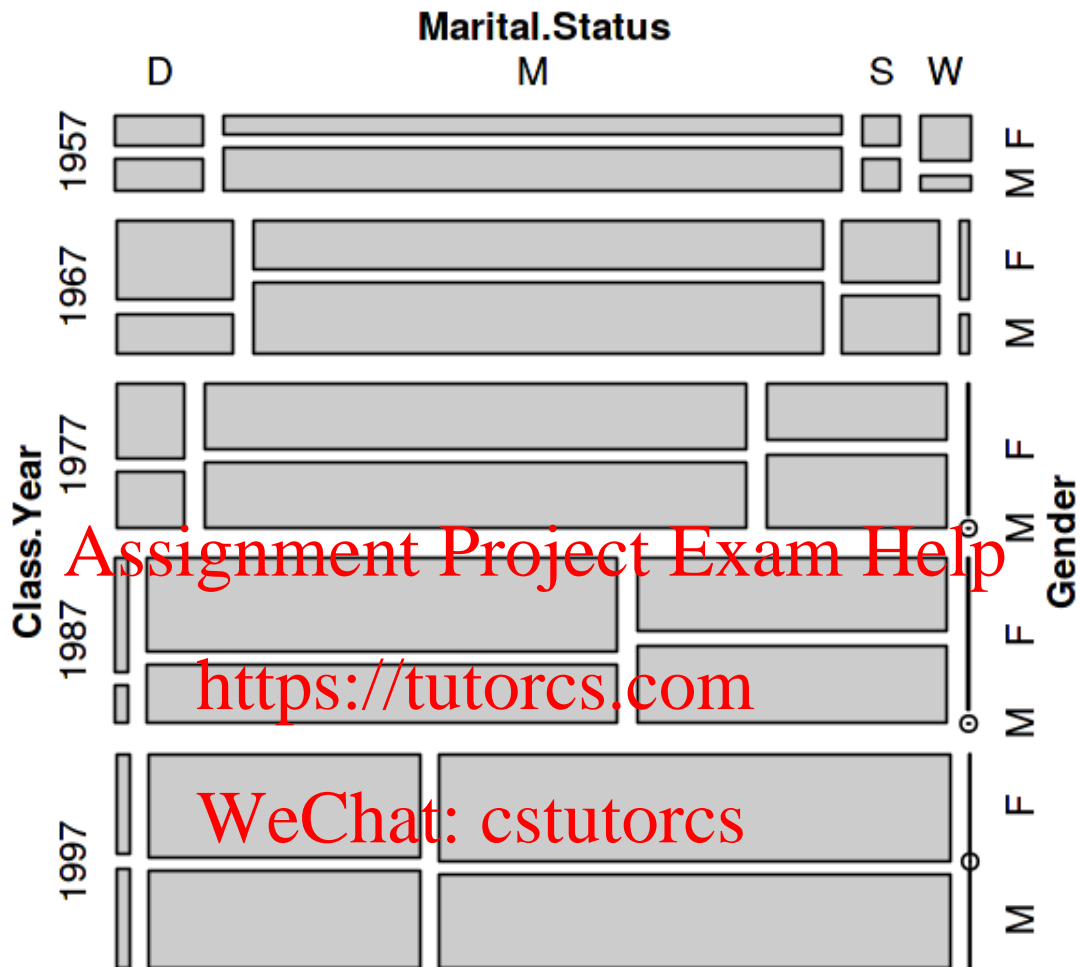 Marital.Status
D M S W
1957 F M
1967 F M
1977 F M
Class.Year
Gender
Assignment Project Exam Help
1987 F M
https://tutorcs.com
WeChat: cstutorcs
1997 F M